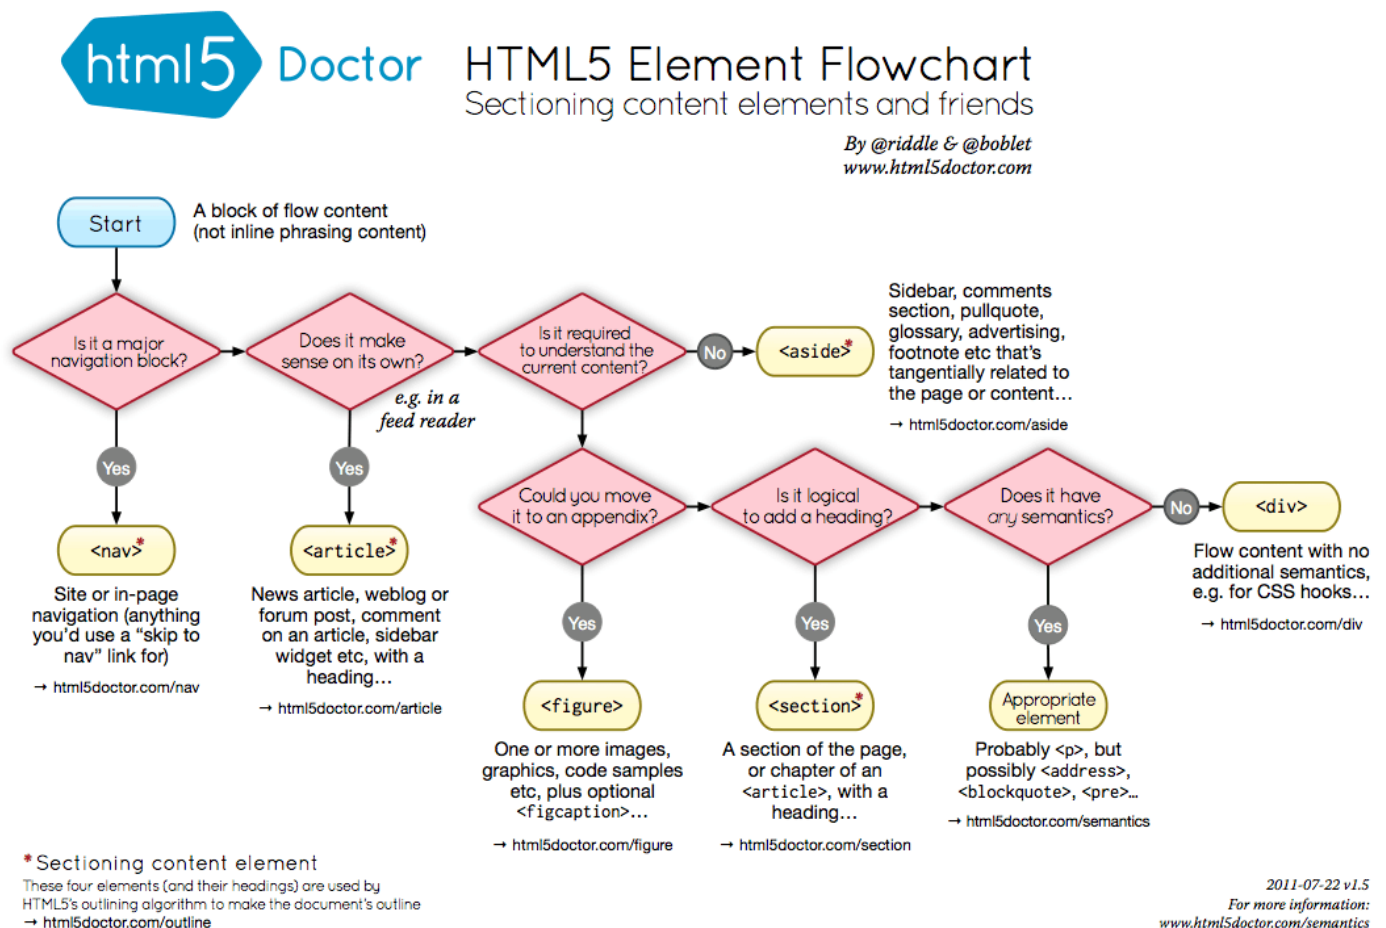 html5 Doctor
HTML5 Element Flowchart
Sectioning content elements and friends
By @riddle & @boblet
www.html5doctor.com
Start
A block of flow content
(not inline phrasing content)
Is it a major
navigation block?
Does it make
sense on its own?
e.g. in a
feed reader
Is it required
to understand the
current content?
No
<aside>*
Sidebar, comments
section, pullquote,
glossary, advertising,
footnote etc that's
tangentially related to
the page or content…
→ html5doctor.com/aside
Yes
<nav>*
Site or in-page
navigation (anything
you'd use a “skip to
nav” link for)
→ html5doctor.com/nav
Yes
<article>*
News article, weblog or
forum post, comment
on an article, sidebar
widget etc, with a
heading…
→ html5doctor.com/article
Could you move
it to an appendix?
Is it logical
to add a heading?
Does it have
any semantics?
No
<div>
Flow content with no
additional semantics,
e.g. for CSS hooks…
→ html5doctor.com/div
Yes
<figure>
One or more images,
graphics, code samples
etc, plus optional
<figcaption>…
→ html5doctor.com/figure
Yes
<section>*
A section of the page,
or chapter of an
<article>, with a
heading…
→ html5doctor.com/section
Yes
Appropriate
element
Probably <p>, but
possibly <address>,
<blockquote>, <pre>…
→ html5doctor.com/semantics
* Sectioning content element
These four elements (and their headings) are used by
HTML5's outlining algorithm to make the document's outline
→ html5doctor.com/outline
2011-07-22 v1.5
For more information:
www.html5doctor.com/semantics